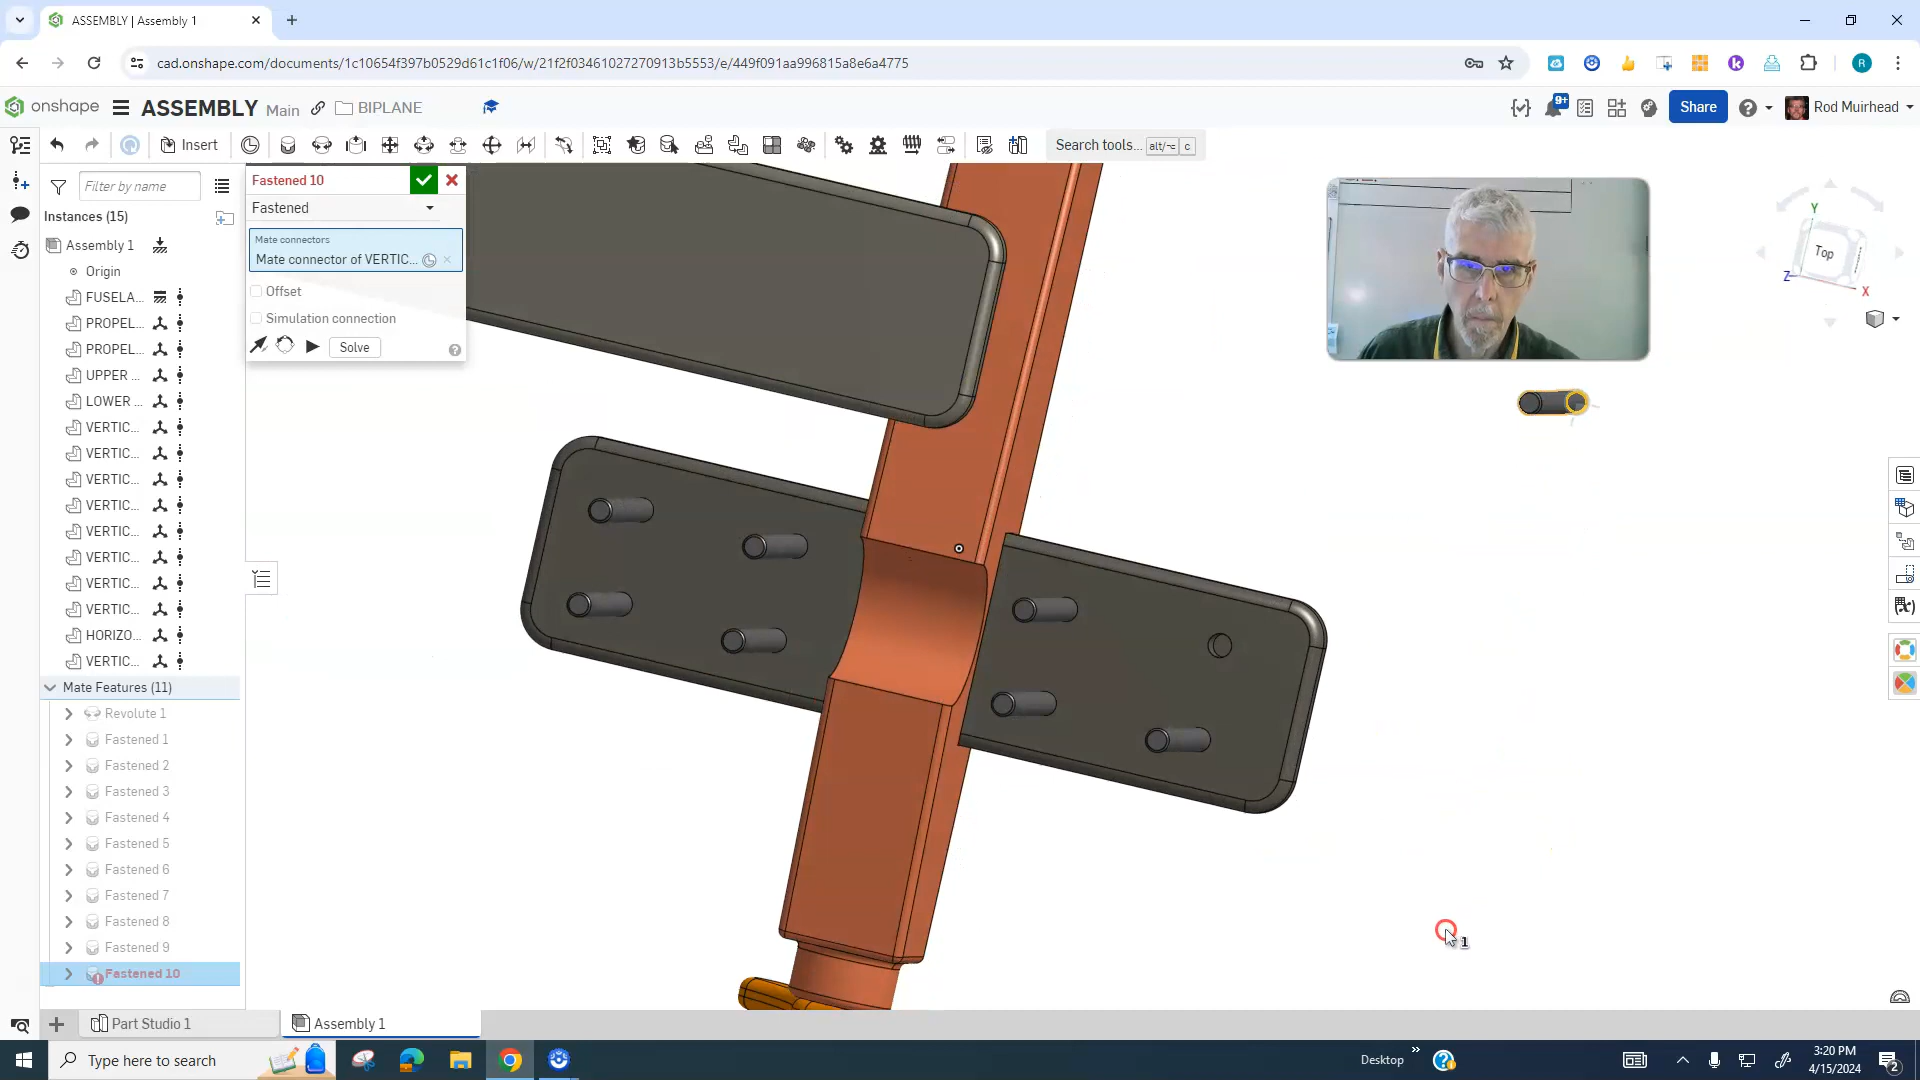 ASSEMBLY | Assembly 1
cad.onshape.com/documents/1c10654f397b0529d61c1f06/w/21f2f03461027270913b5553/e/449f091aa996815a8e6a4775
onshape
ASSEMBLY Main
BIPLANE
9+
Share
Rod Muirhead
Insert
Search tools... alt/⌥ c
Filter by name
Instances (15)
Assembly 1
Origin
FUSELA...
PROPEL...
PROPEL...
UPPER ...
LOWER ...
VERTIC...
VERTIC...
VERTIC...
VERTIC...
VERTIC...
VERTIC...
VERTIC...
VERTIC...
HORIZO...
VERTIC...
Mate Features (11)
Revolute 1
Fastened 1
Fastened 2
Fastened 3
Fastened 4
Fastened 5
Fastened 6
Fastened 7
Fastened 8
Fastened 9
Fastened 10
Fastened 10
Fastened
Mate connectors
Mate connector of VERTIC...
Offset
Simulation connection
Solve
Y
Top
Z
X
1
Part Studio 1
Assembly 1
Type here to search
Desktop
3:20 PM
4/15/2024
2